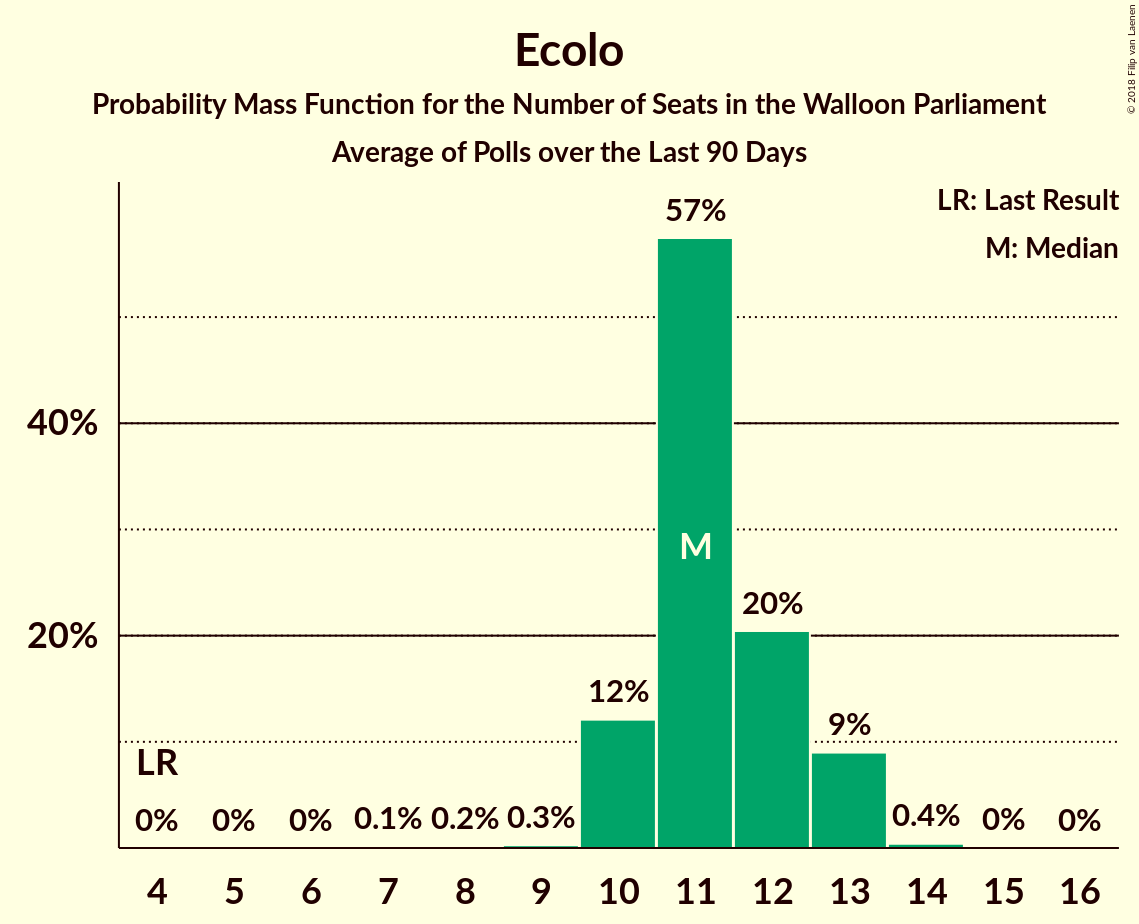 Ecolo
Probability Mass Function for the Number of Seats in the Walloon Parliament
Average of Polls over the Last 90 Days
© 2018 Filip van Laenen
LR: Last Result
M: Median
57%
40%
M
20%
20%
12%
9%
LR
0% 0% 0% 0.1% 0.2% 0.3% 0.4% 0% 0%
4 5 6 7 8 9 10 11 12 13 14 15 16